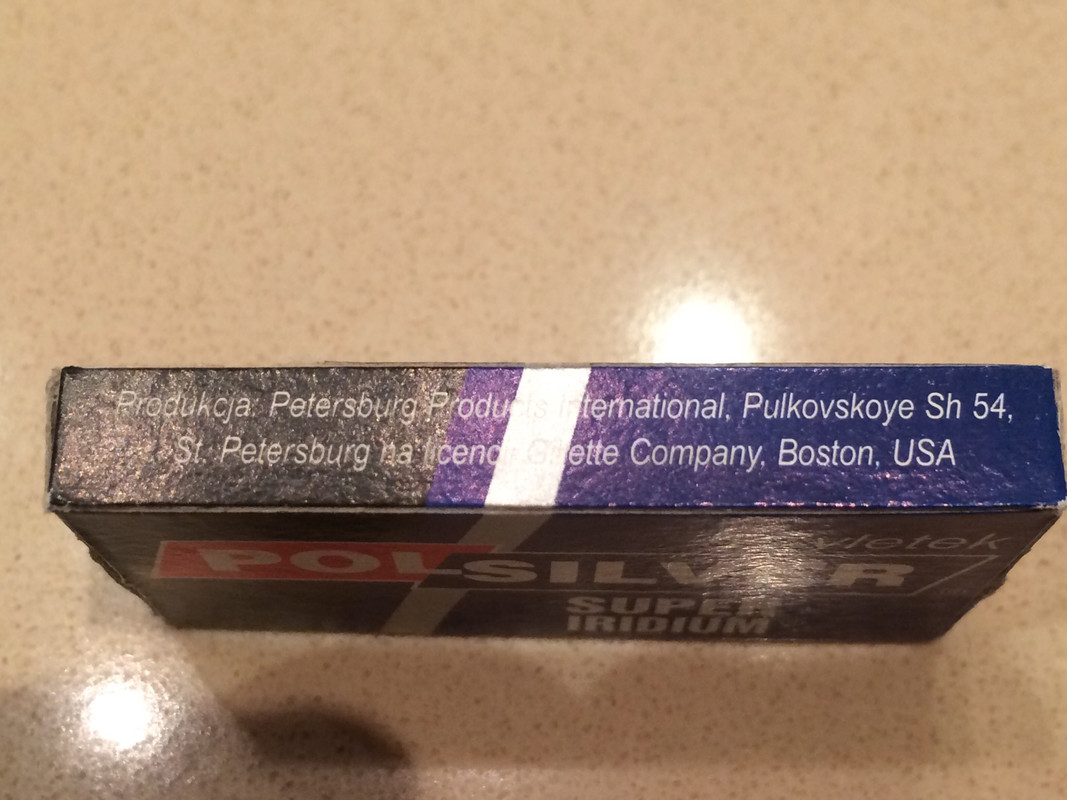 Produkcja: Petersburg Products International, Pulkovskoye Sh 54,
St. Petersburg na licencji Gillette Company, Boston, USA
POLSILVER
SUPER
IRIDIUM